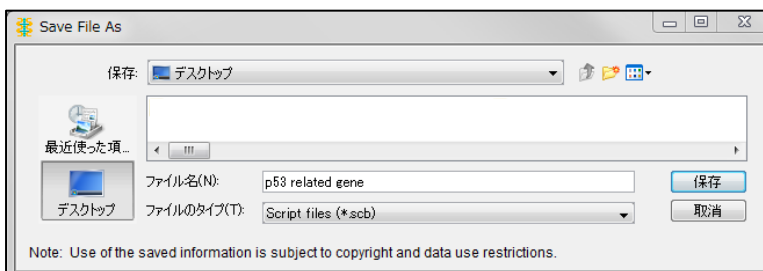 Save File As
保存: デスクトップ
最近使った項...
デスクトップ
ファイル名(N): p53 related gene 保存
ファイルのタイプ(T): Script files (*.scb) 取消
Note: Use of the saved information is subject to copyright and data use restrictions.